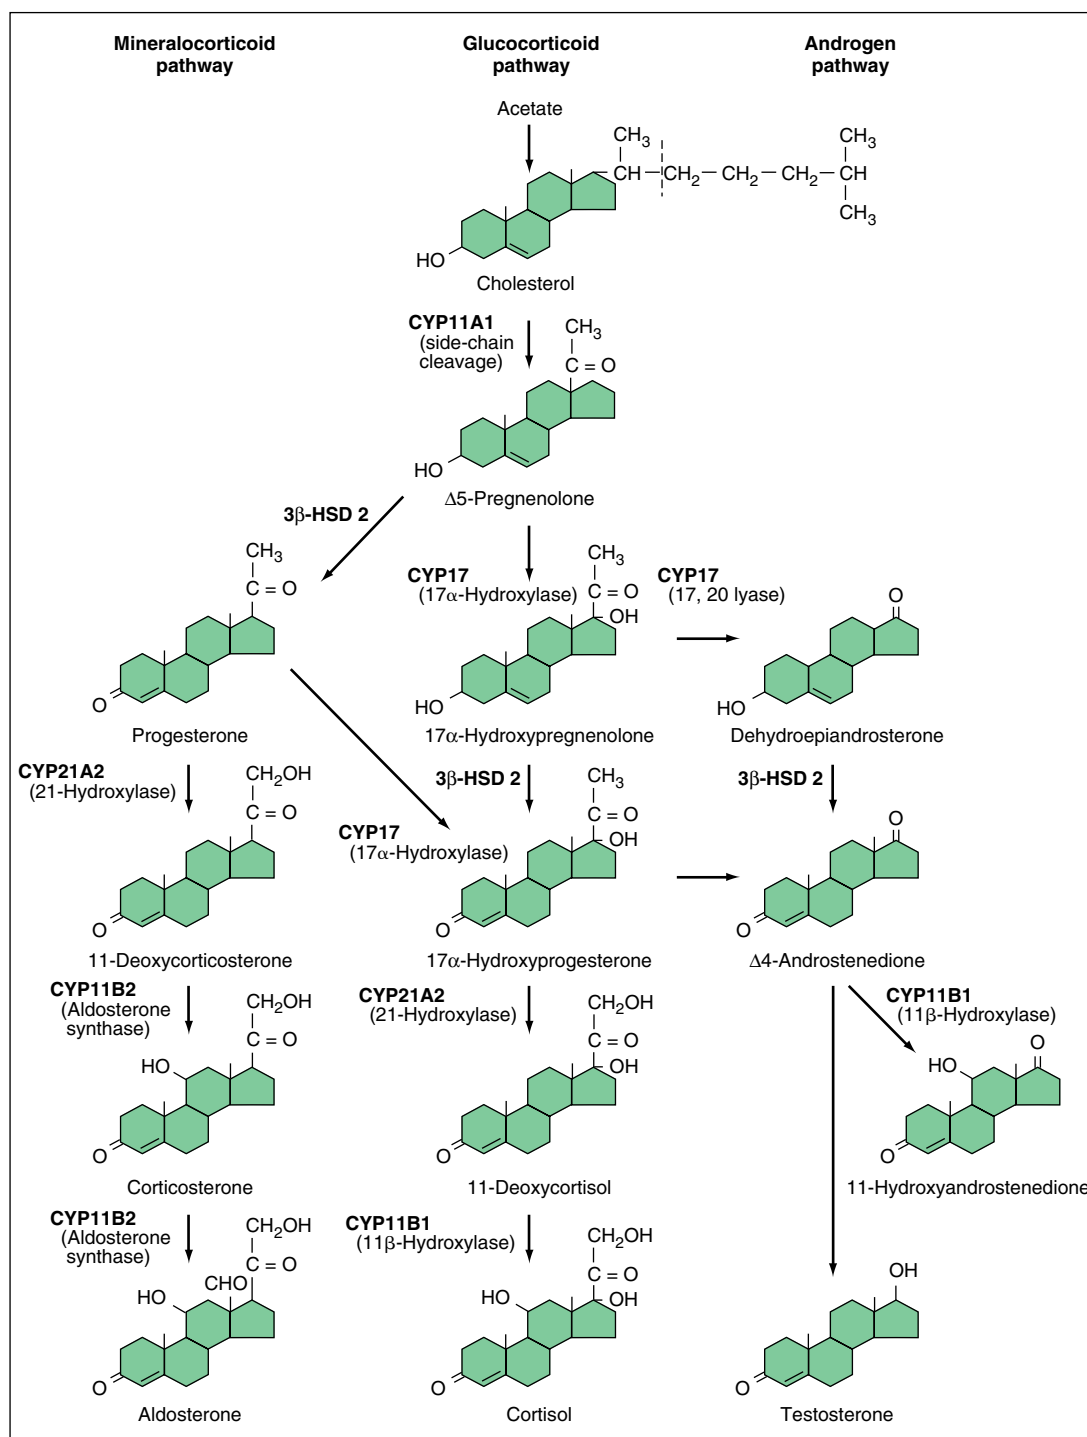 Mineralocorticoid
pathway
Glucocorticoid
pathway
Androgen
pathway
Acetate
CH3
CH
CH2
CH2
CH2
CH
CH3
CH3
HO
Cholesterol
CYP11A1
(side-chain
cleavage)
CH3
C = O
HO
Δ5-Pregnenolone
3β-HSD 2
CH3
C = O
O
Progesterone
CYP17
(17α-Hydroxylase)
CH3
C = O
OH
HO
17α-Hydroxypregnenolone
CYP17
(17, 20 lyase)
O
HO
Dehydroepiandrosterone
CYP21A2
(21-Hydroxylase)
CH2OH
C = O
O
11-Deoxycorticosterone
3β-HSD 2
CH3
C = O
OH
CYP17
(17α-Hydroxylase)
O
17α-Hydroxyprogesterone
3β-HSD 2
O
O
Δ4-Androstenedione
CYP11B2
(Aldosterone
synthase)
CH2OH
C = O
HO
O
Corticosterone
CYP21A2
(21-Hydroxylase)
CH2OH
C = O
OH
O
11-Deoxycortisol
CYP11B1
(11β-Hydroxylase)
O
HO
O
11-Hydroxyandrostenedione
CYP11B2
(Aldosterone
synthase)
CH2OH
C = O
CHO
HO
O
Aldosterone
CYP11B1
(11β-Hydroxylase)
CH2OH
C = O
OH
HO
O
Cortisol
OH
O
Testosterone